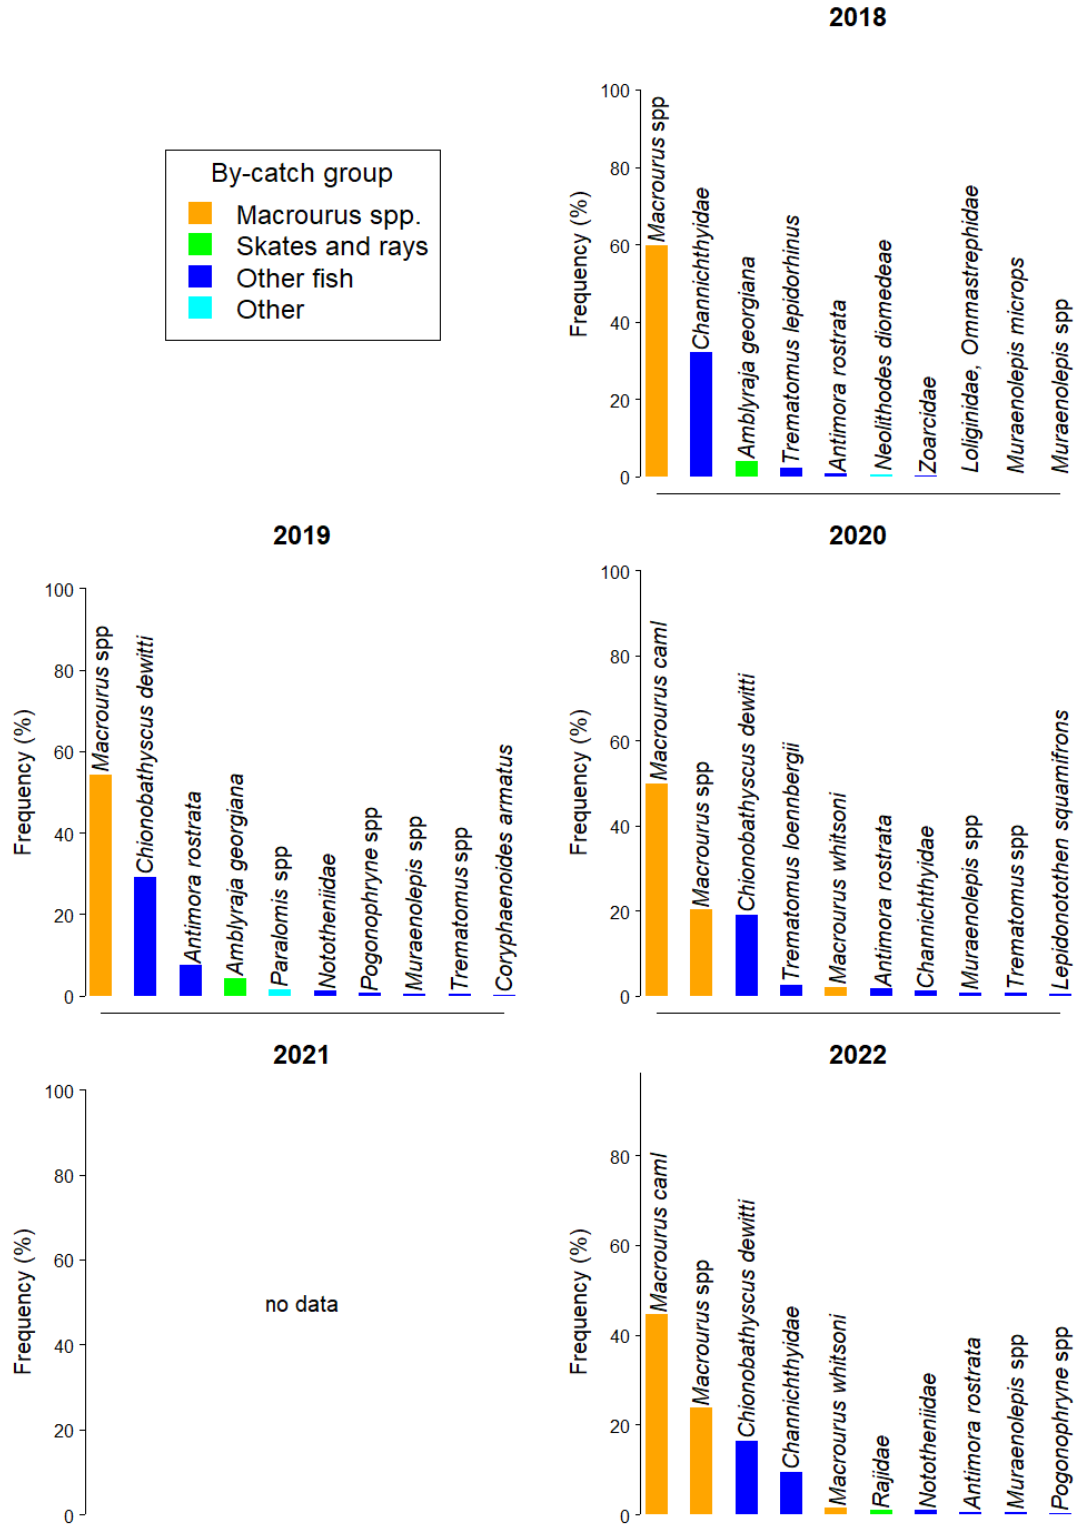 2018
By-catch group
Macrourus spp.
Skates and rays
Other fish
Other
Frequency (%)
100
80
60
40
20
0
Macrourus spp
Channichthyidae
Amblyraja georgiana
Trematomus lepidorhinus
Antimora rostrata
Neolithodes diomedeae
Zoarcidae
Loliginidae, Ommastrephidae
Muraenolepis microps
Muraenolepis spp
2019
Frequency (%)
100
80
60
40
20
0
Macrourus spp
Chionobathyscus dewitti
Antimora rostrata
Amblyraja georgiana
Paralomis spp
Nototheniidae
Pogonophryne spp
Muraenolepis spp
Trematomus spp
Coryphaenoides armatus
2020
Frequency (%)
100
80
60
40
20
0
Macrourus caml
Macrourus spp
Chionobathyscus dewitti
Trematomus loennbergii
Macrourus whitsoni
Antimora rostrata
Channichthyidae
Muraenolepis spp
Trematomus spp
Lepidonotothen squamifrons
2021
Frequency (%)
100
80
60
40
20
0
no data
2022
Frequency (%)
80
60
40
20
0
Macrourus caml
Macrourus spp
Chionobathyscus dewitti
Channichthyidae
Macrourus whitsoni
Rajidae
Nototheniidae
Antimora rostrata
Muraenolepis spp
Pogonophryne spp